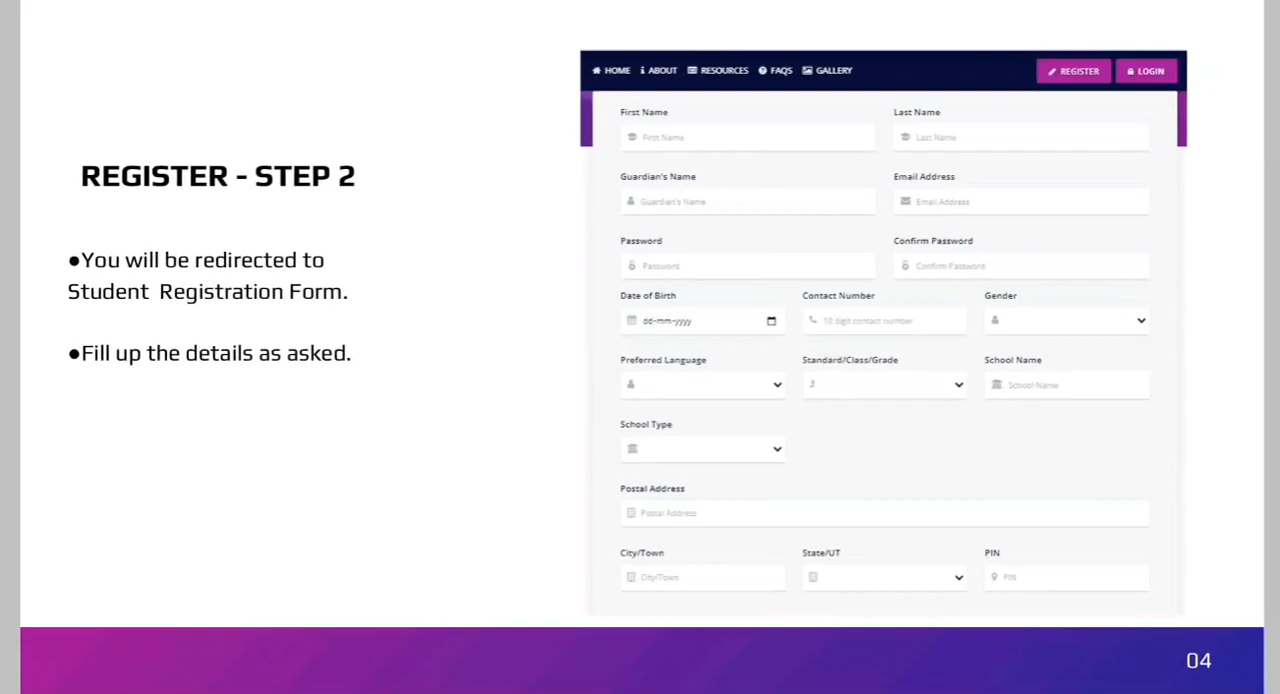 HOME ABOUT RESOURCES FAQS GALLERY REGISTER LOGIN
REGISTER - STEP 2
●You will be redirected to
Student Registration Form.
●Fill up the details as asked.
First Name Last Name
First Name Last Name
Guardian's Name Email Address
Guardian's Name Email Address
Password Confirm Password
Password Confirm Password
Date of Birth Contact Number Gender
dd-mm-yyyy 10 digit contact number
Preferred Language Standard/Class/Grade School Name
School Name
School Type
Postal Address
Postal Address
City/Town State/UT PIN
City/Town PIN
04